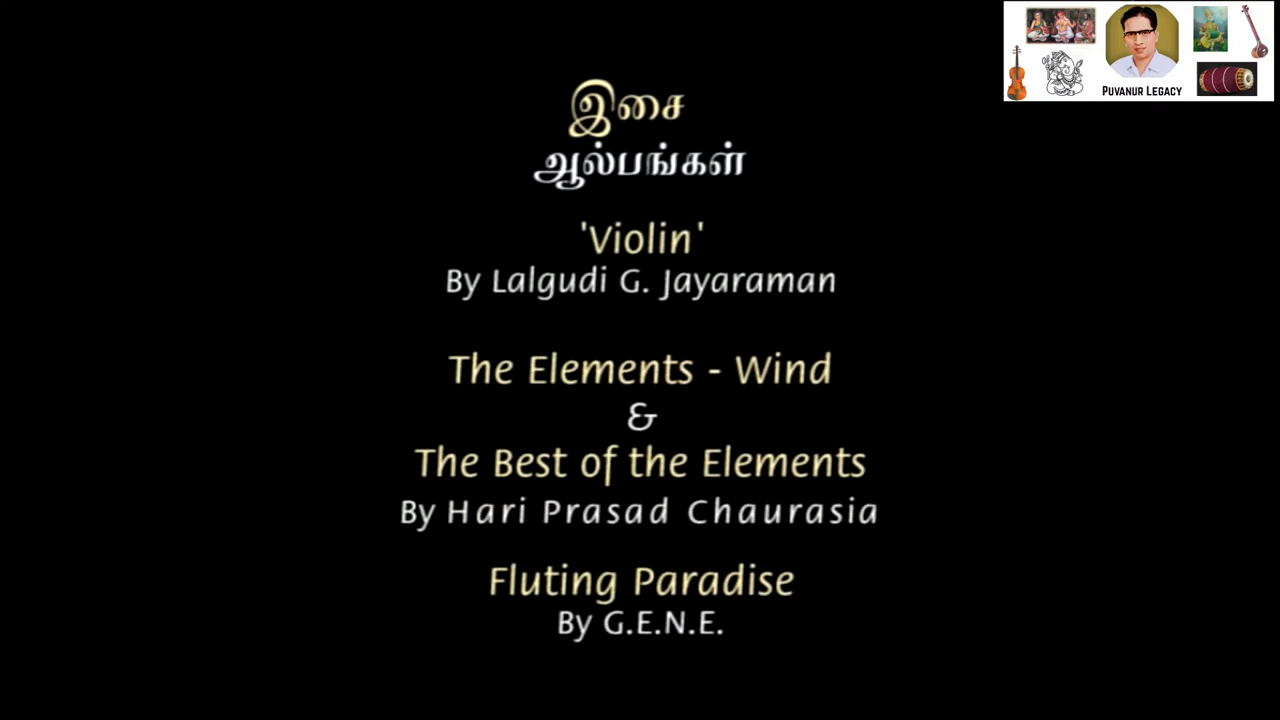 இசை
ஆல்பங்கள்
'Violin'
By Lalgudi G. Jayaraman
The Elements - Wind
&
The Best of the Elements
By Hari Prasad Chaurasia
Fluting Paradise
By G.E.N.E.
PUVANUR LEGACY